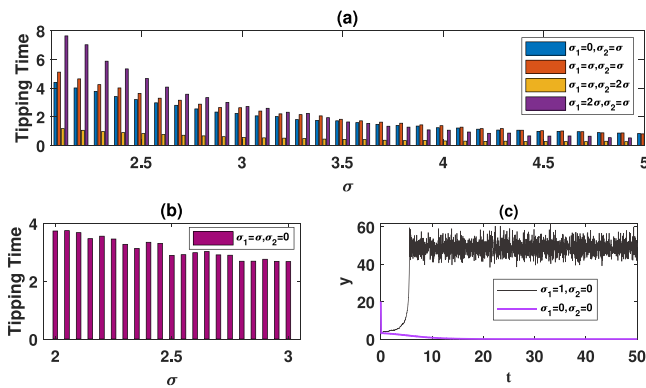 (a)
Tipping Time
8
6
4
2
0
σ₁=0,σ₂=σ
σ₁=σ,σ₂=σ
σ₁=σ,σ₂=2σ
σ₁=2σ,σ₂=σ
2.5 3 3.5 4 4.5 5
σ
(b)
Tipping Time
4
2
0
σ₁=σ,σ₂=0
2 2.5 3
σ
(c)
y
60
40
20
0
σ₁=1,σ₂=0
σ₁=0,σ₂=0
0 10 20 30 40 50
t